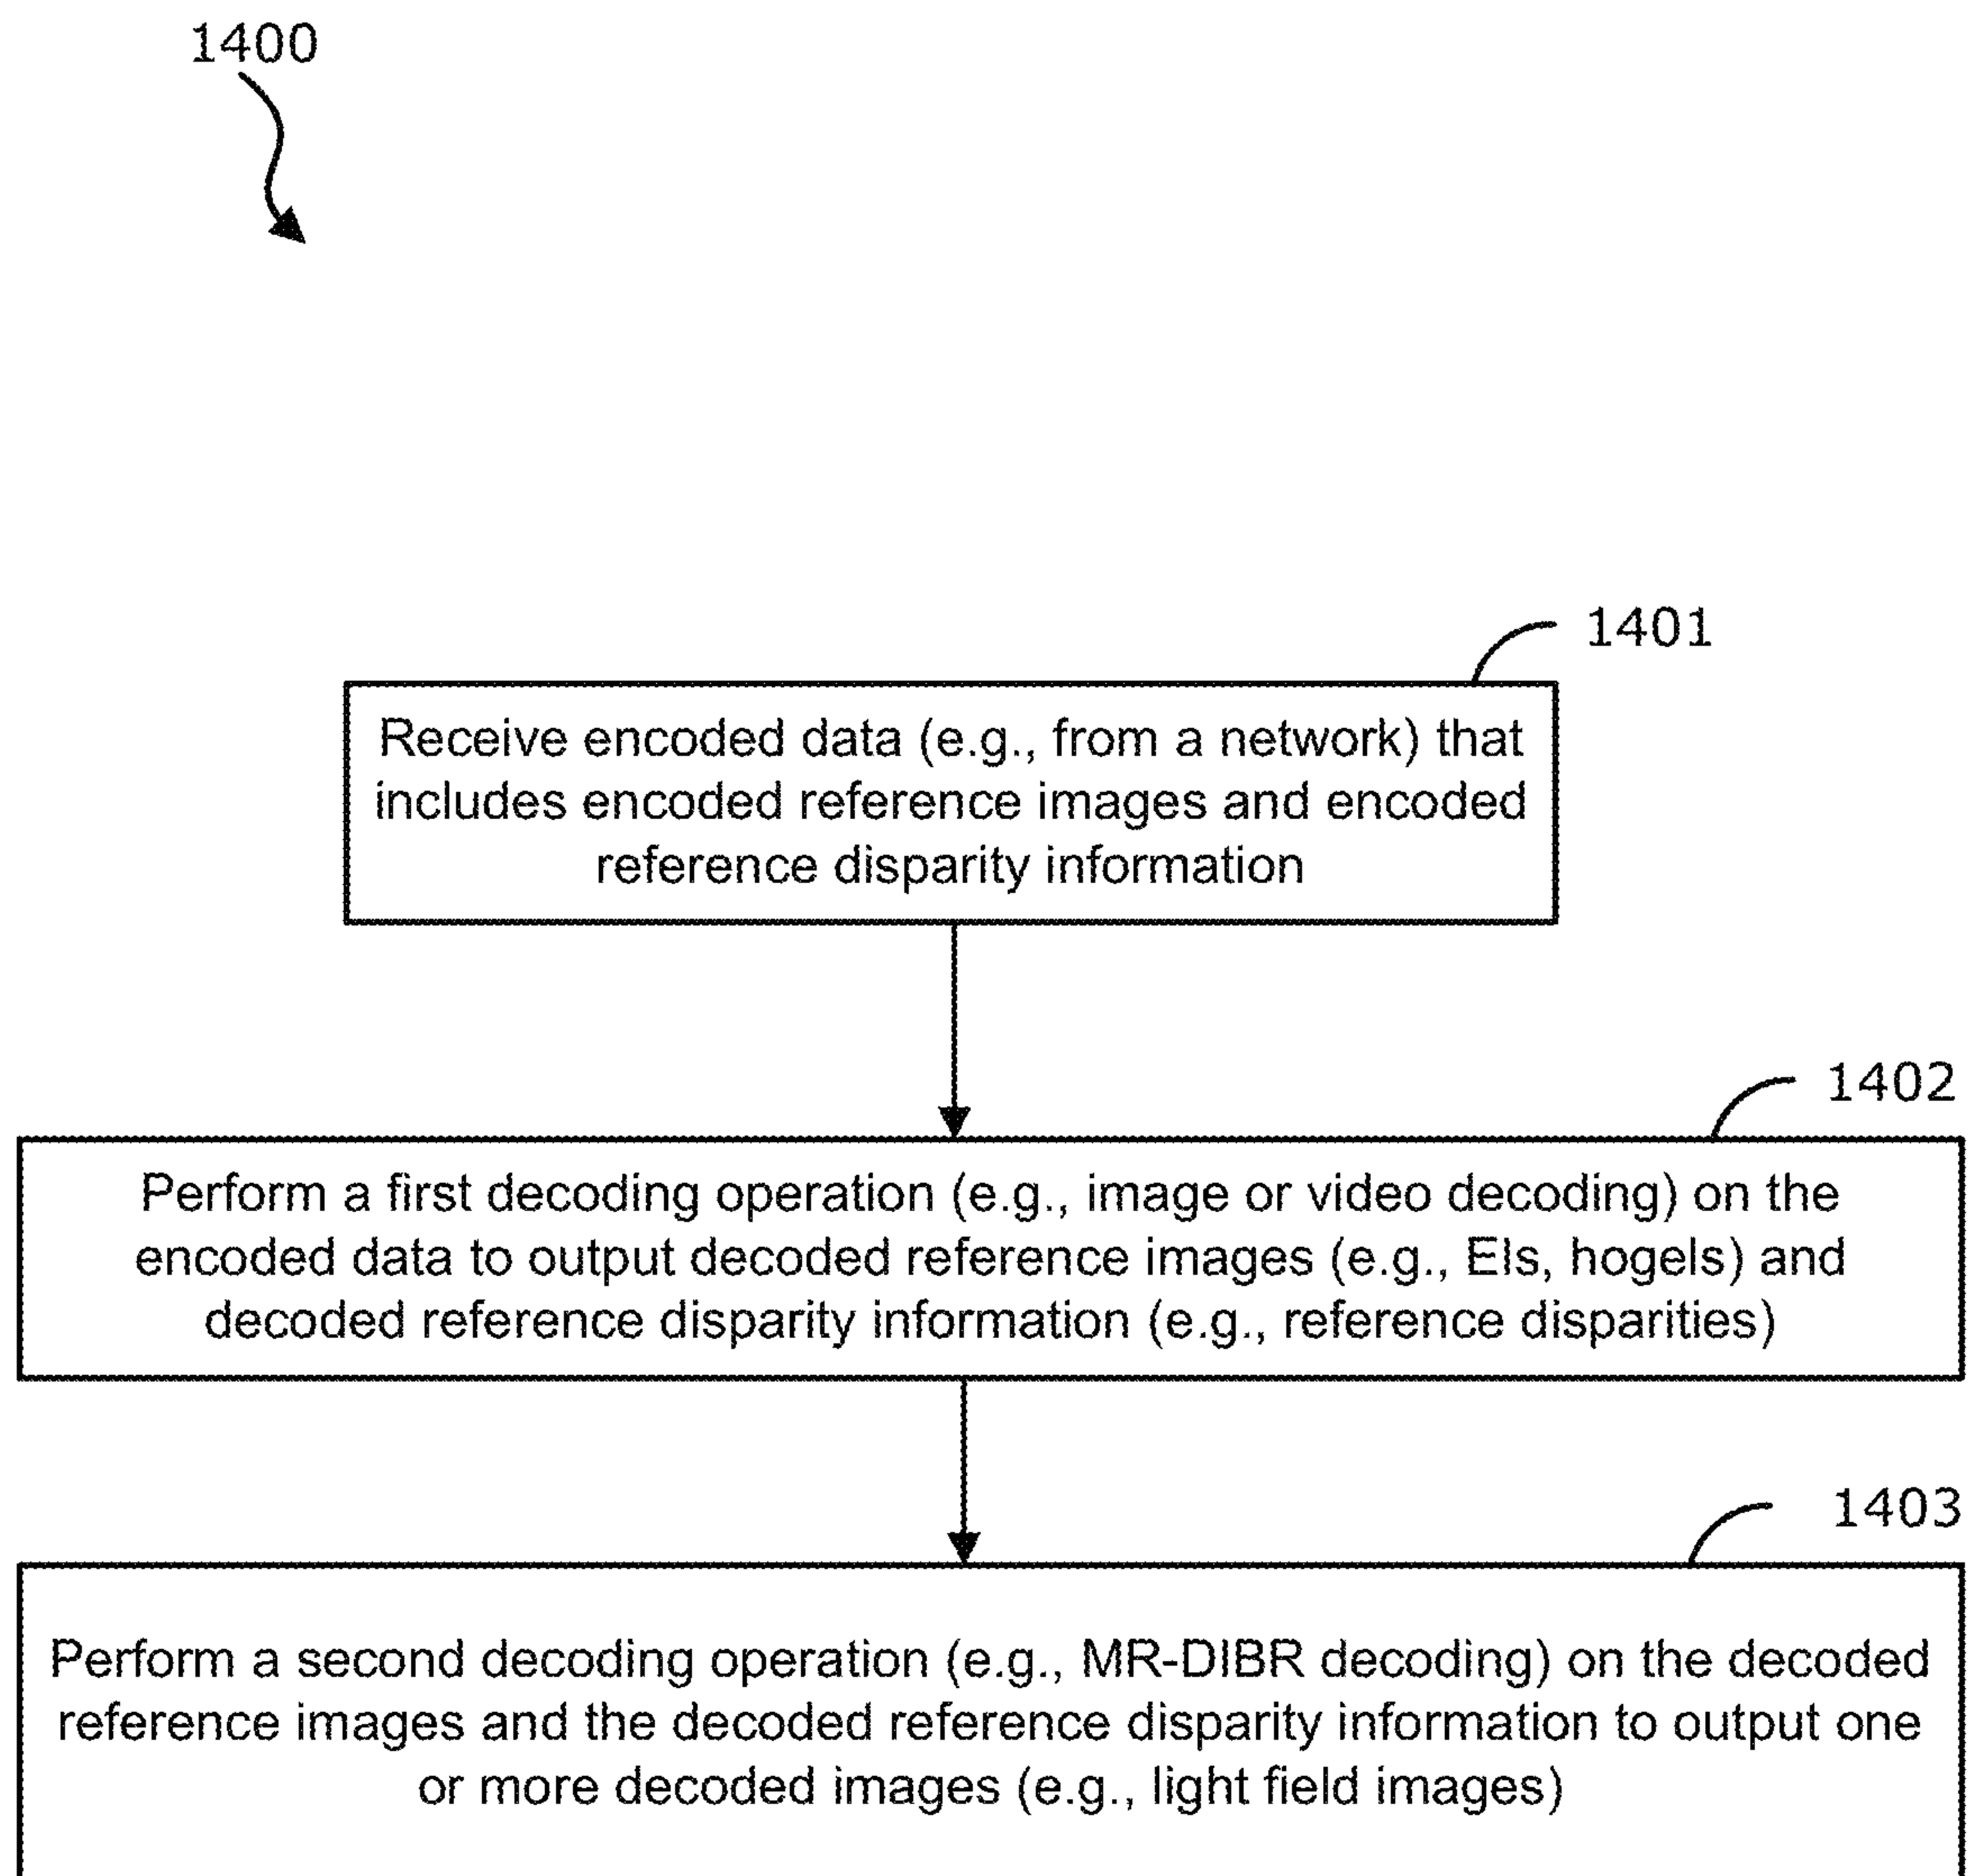 1400
1401
Receive encoded data (e.g., from a network) that
includes encoded reference images and encoded
reference disparity information
1402
Perform a first decoding operation (e.g., image or video decoding) on the
encoded data to output decoded reference images (e.g., EIs, hogels) and
decoded reference disparity information (e.g., reference disparities)
1403
Perform a second decoding operation (e.g., MR-DIBR decoding) on the decoded
reference images and the decoded reference disparity information to output one
or more decoded images (e.g., light field images)